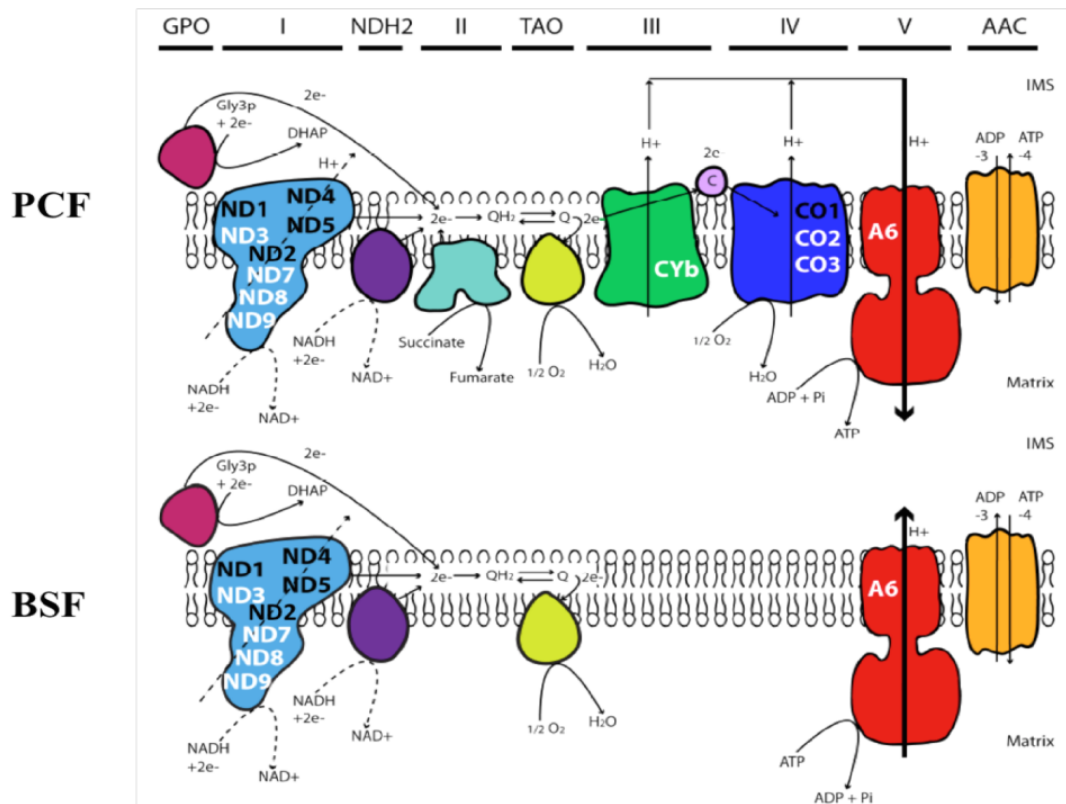 GPO I NDH2 II TAO III IV V AAC
PCF
IMS
2e-
Gly3p
+ 2e-
DHAP
H+
H+
2e-
H+
H+
ADP
-3
ATP
-4
C
ND1
ND4
ND3
ND5
ND2
ND7
ND8
ND9
2e-
QH2
Q
2e-
CYb
CO1
CO2
CO3
A6
NADH
+2e-
NAD+
NADH
+2e-
NAD+
Succinate
Fumarate
1/2 O2
H2O
1/2 O2
H2O
ADP + Pi
ATP
Matrix
BSF
IMS
2e-
Gly3p
+ 2e-
DHAP
H+
ADP
-3
ATP
-4
ND1
ND4
ND3
ND5
ND2
ND7
ND8
ND9
2e-
QH2
Q
2e-
A6
NADH
+2e-
NAD+
NADH
+2e-
NAD+
1/2 O2
H2O
ATP
ADP + Pi
Matrix